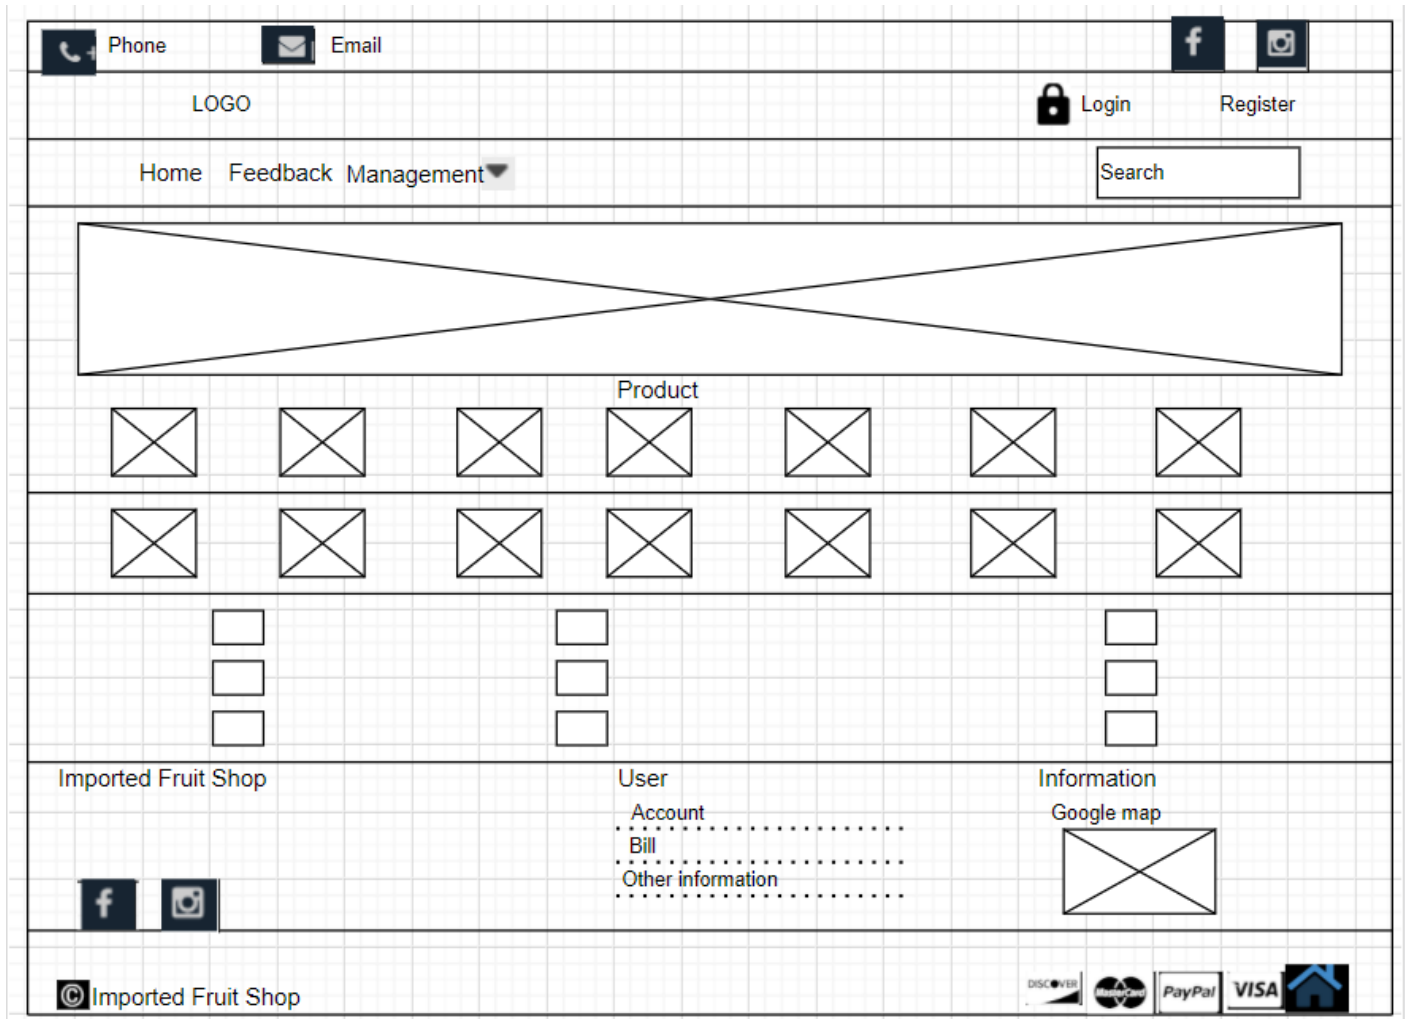 Phone
Email
LOGO
Login
Register
Home
Feedback
Management
Search
Product
Imported Fruit Shop
User
Information
Account
Google map
Bill
Other information
© Imported Fruit Shop
DISCOVER
MasterCard
PayPal
VISA